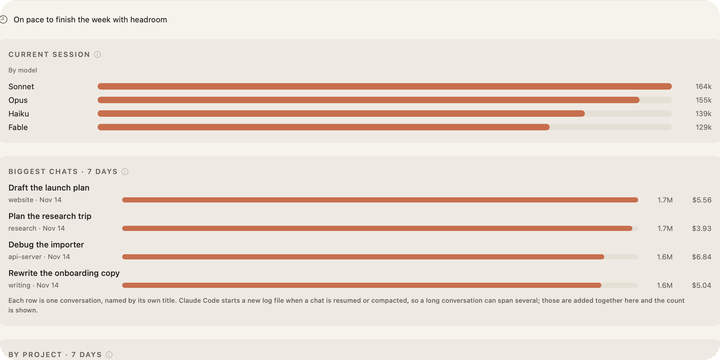 On pace to finish the week with headroom
CURRENT SESSION
By model
Sonnet 164k
Opus 155k
Haiku 139k
Fable 129k
BIGGEST CHATS · 7 DAYS
Draft the launch plan
website · Nov 14 1.7M $5.56
Plan the research trip
research · Nov 14 1.7M $3.93
Debug the importer
api-server · Nov 14 1.6M $6.84
Rewrite the onboarding copy
writing · Nov 14 1.6M $5.04
Each row is one conversation, named by its own title. Claude Code starts a new log file when a chat is resumed or compacted, so a long conversation can span several; those are added together here and the count
is shown.
BY PROJECT · 7 DAYS